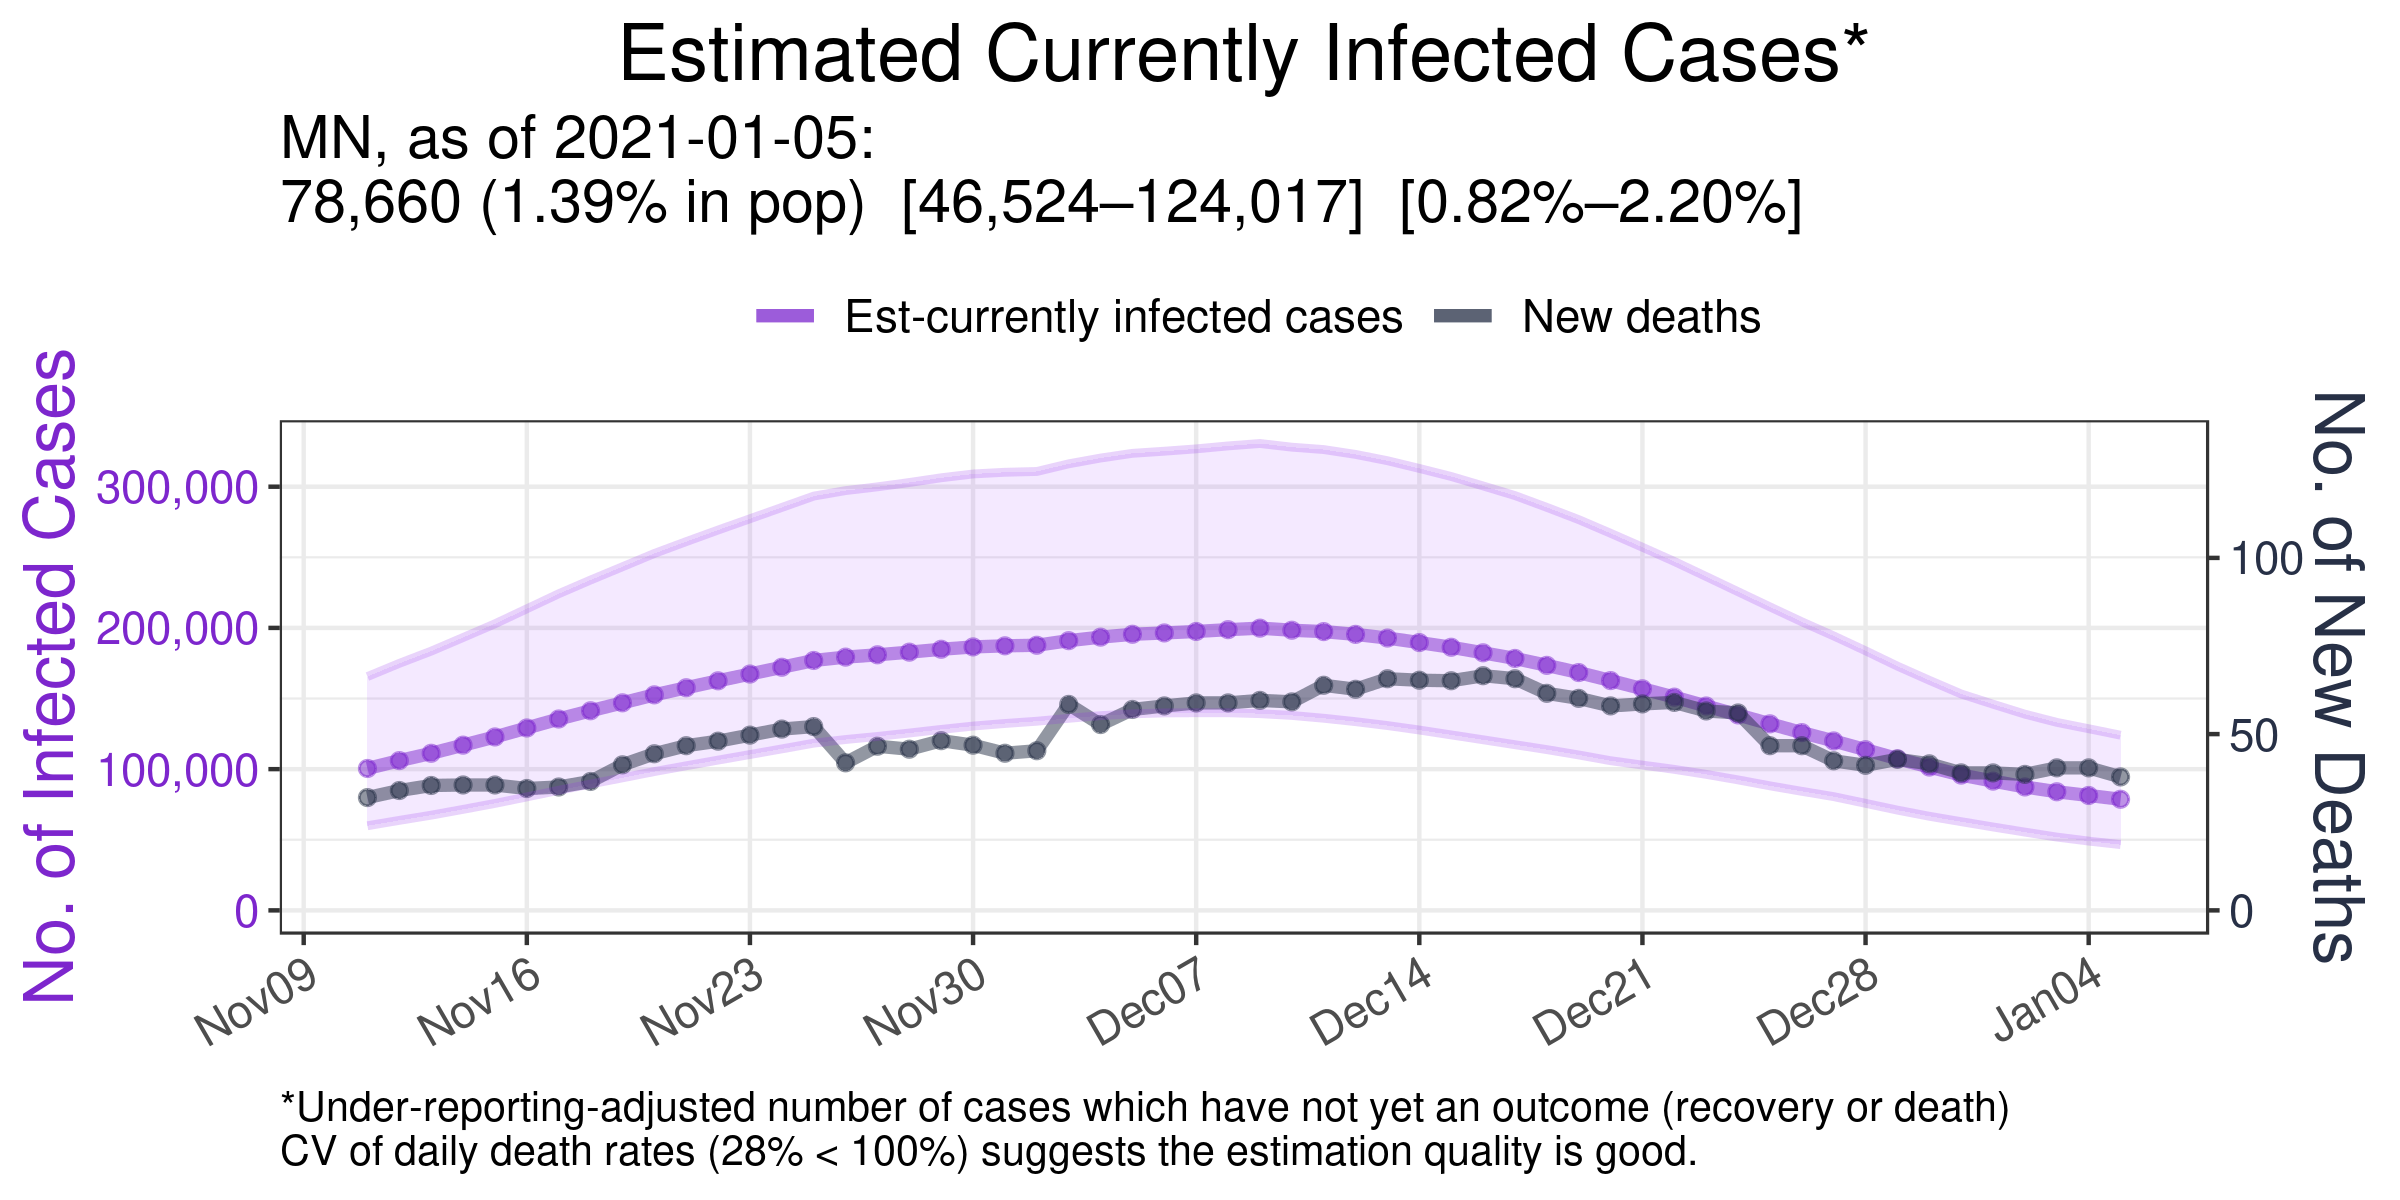 Estimated Currently Infected Cases*
MN, as of 2021-01-05:
78,660 (1.39% in pop)  [46,524–124,017]  [0.82%–2.20%]
Est-currently infected cases
New deaths
No. of Infected Cases
300,000
200,000
100,000
0
100
50
0
No. of New Deaths
Nov09
Nov16
Nov23
Nov30
Dec07
Dec14
Dec21
Dec28
Jan04
*Under-reporting-adjusted number of cases which have not yet an outcome (recovery or death)
CV of daily death rates (28% < 100%) suggests the estimation quality is good.